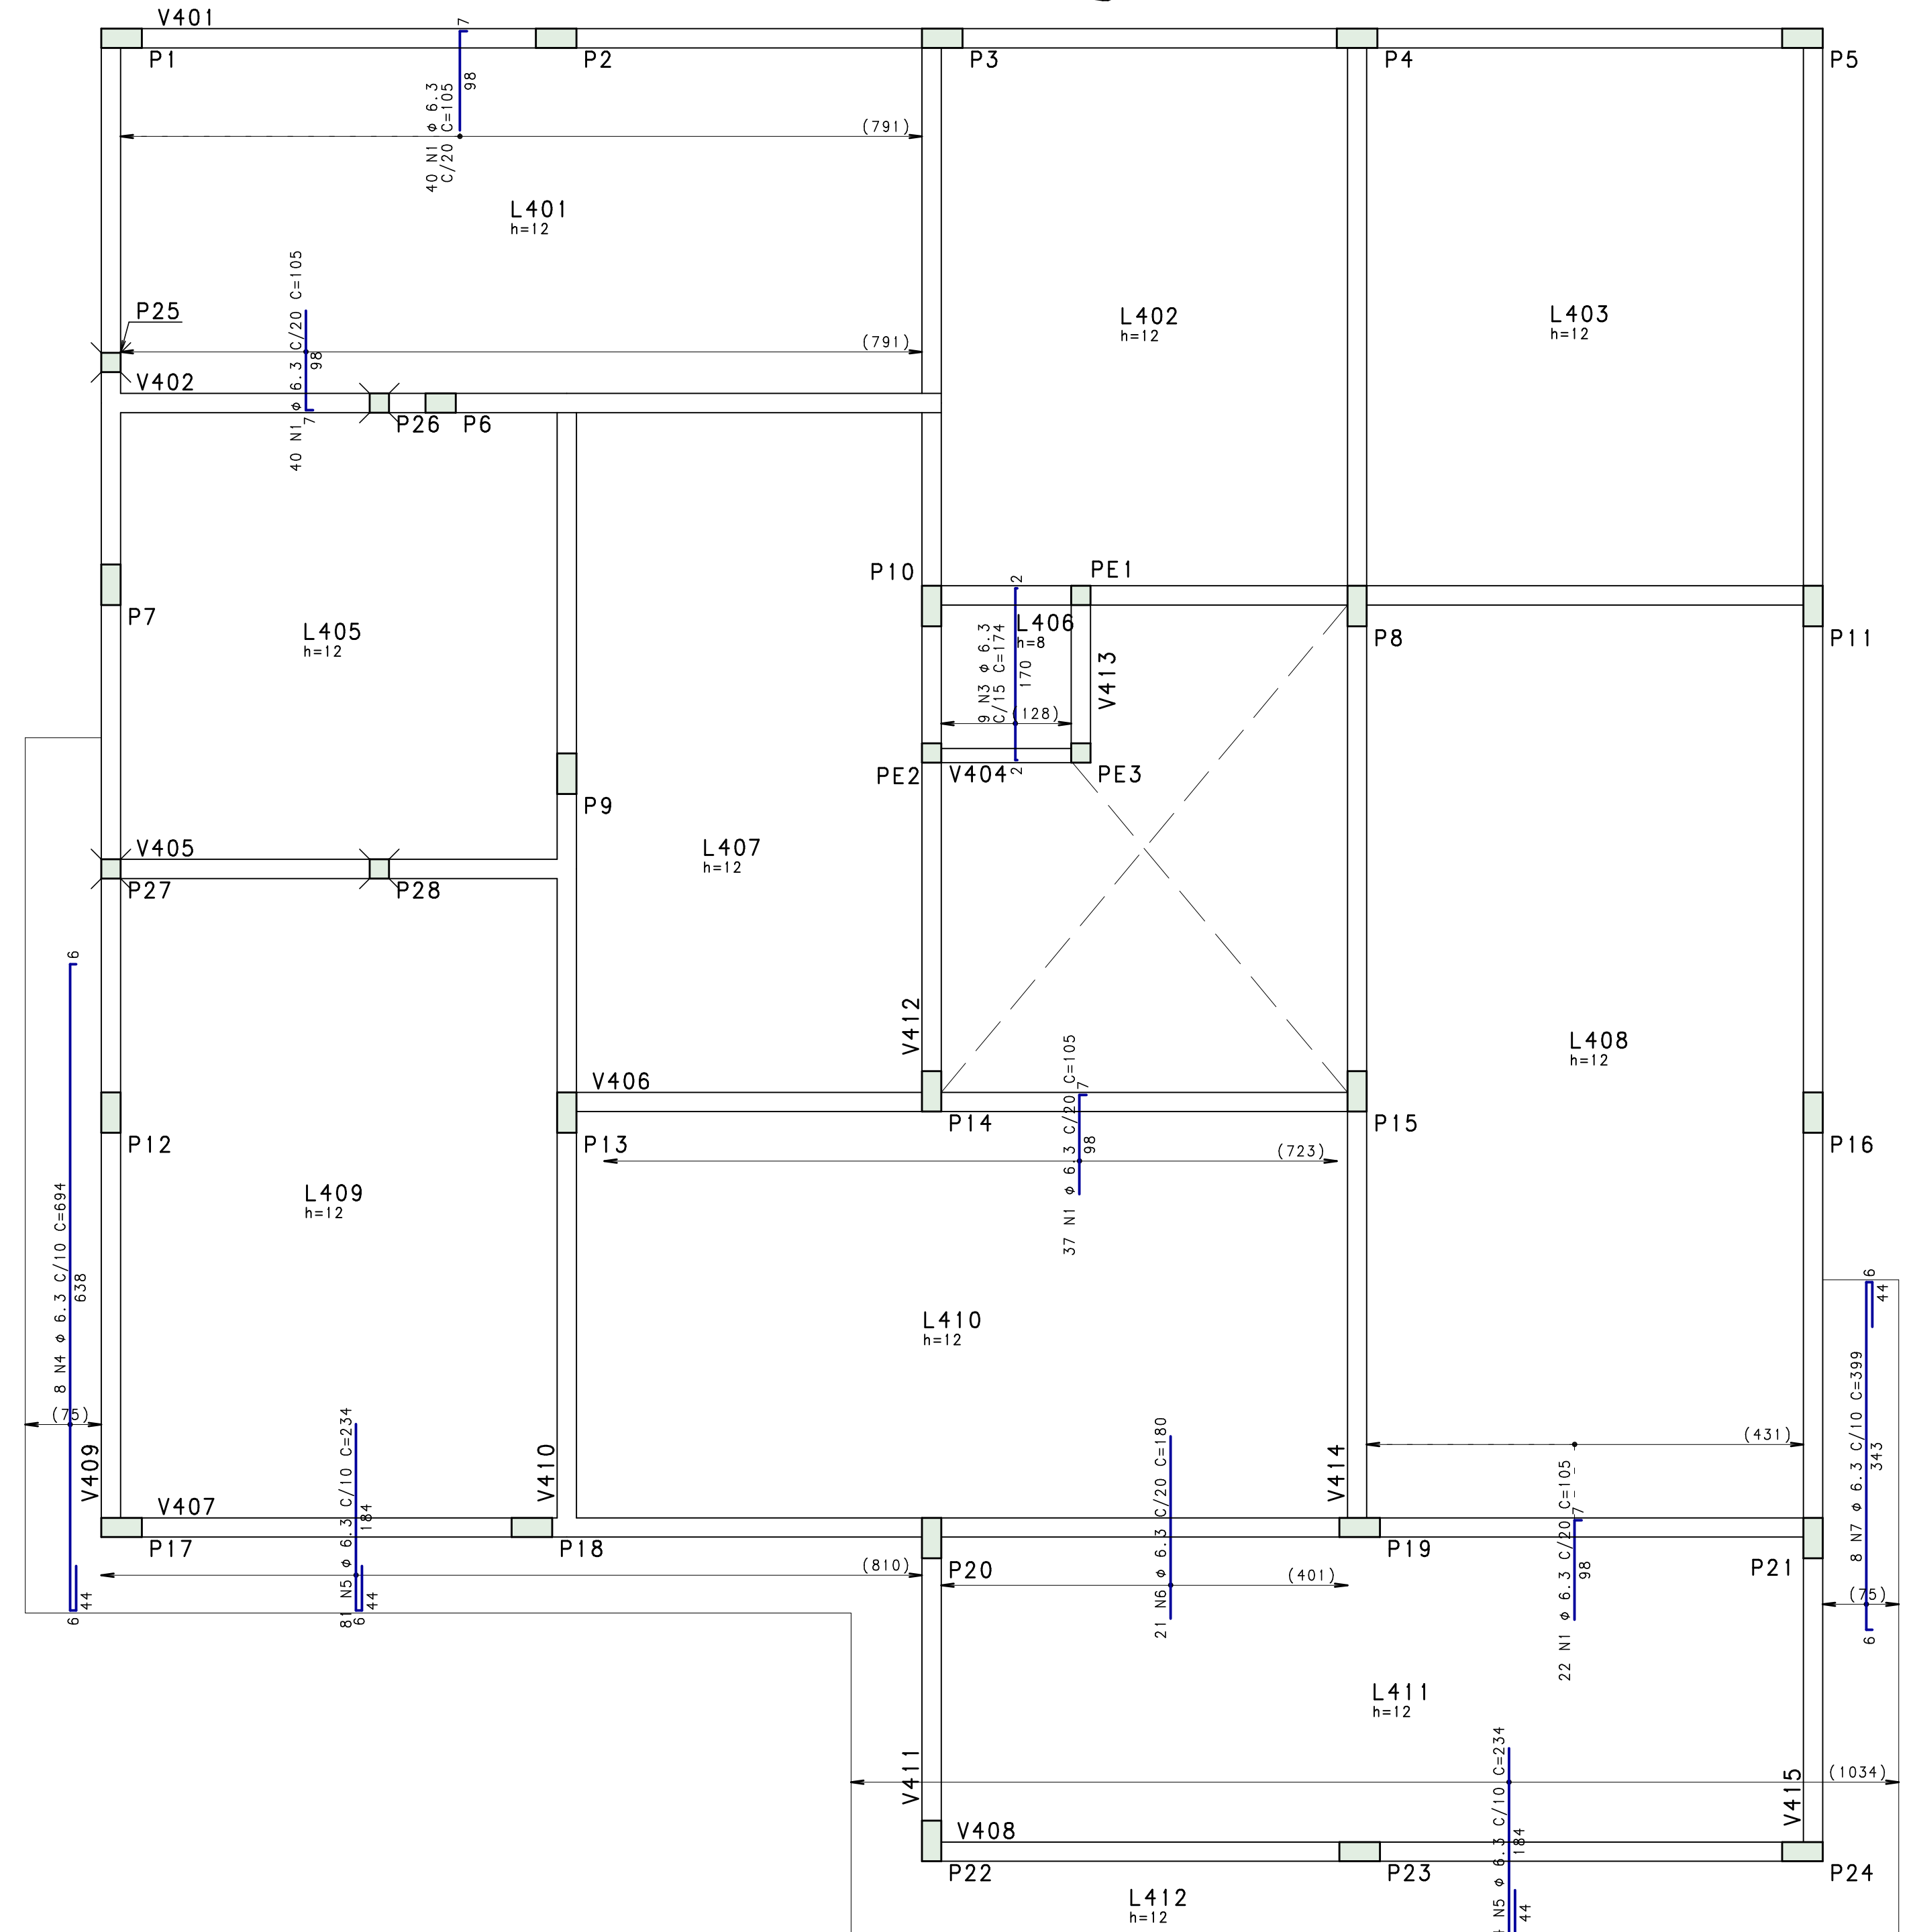 V401
P1
P2
P3
P4
P5
7
98
40 N1 φ 6.3
C/20 C=105
(791)
L401
h=12
40 N1 φ 6.3 C/20 C=105
98
7
P25
(791)
V402
P26
P6
L402
h=12
L403
h=12
P10
PE1
P7
P8
P11
L405
h=12
2
L406
h=8
9 N3 φ 6.3
C/15 C=174
170
(128)
V413
2
PE2
V404
PE3
P9
L407
h=12
V405
P27
P28
6
8 N4 φ 6.3 C/10 C=694
638
(75)
44
6
V412
L408
h=12
V406
P12
P13
P14
P15
P16
37 N1 φ 6.3 C/20 C=105
7
98
(723)
L409
h=12
L410
h=12
6
44
8 N7 φ 6.3 C/10 C=399
343
(75)
6
V409
V410
V414
V407
81 N5 φ 6.3 C/10 C=234
184
44
6
(810)
21 N6 φ 6.3 C/20 C=180
(401)
(431)
22 N1 φ 6.3 C/20 C=105
7
98
P17
P18
P20
P19
P21
L411
h=12
V411
V415
(1034)
N5 φ 6.3 C/10 C=234
184
44
V408
P22
P23
P24
L412
h=12